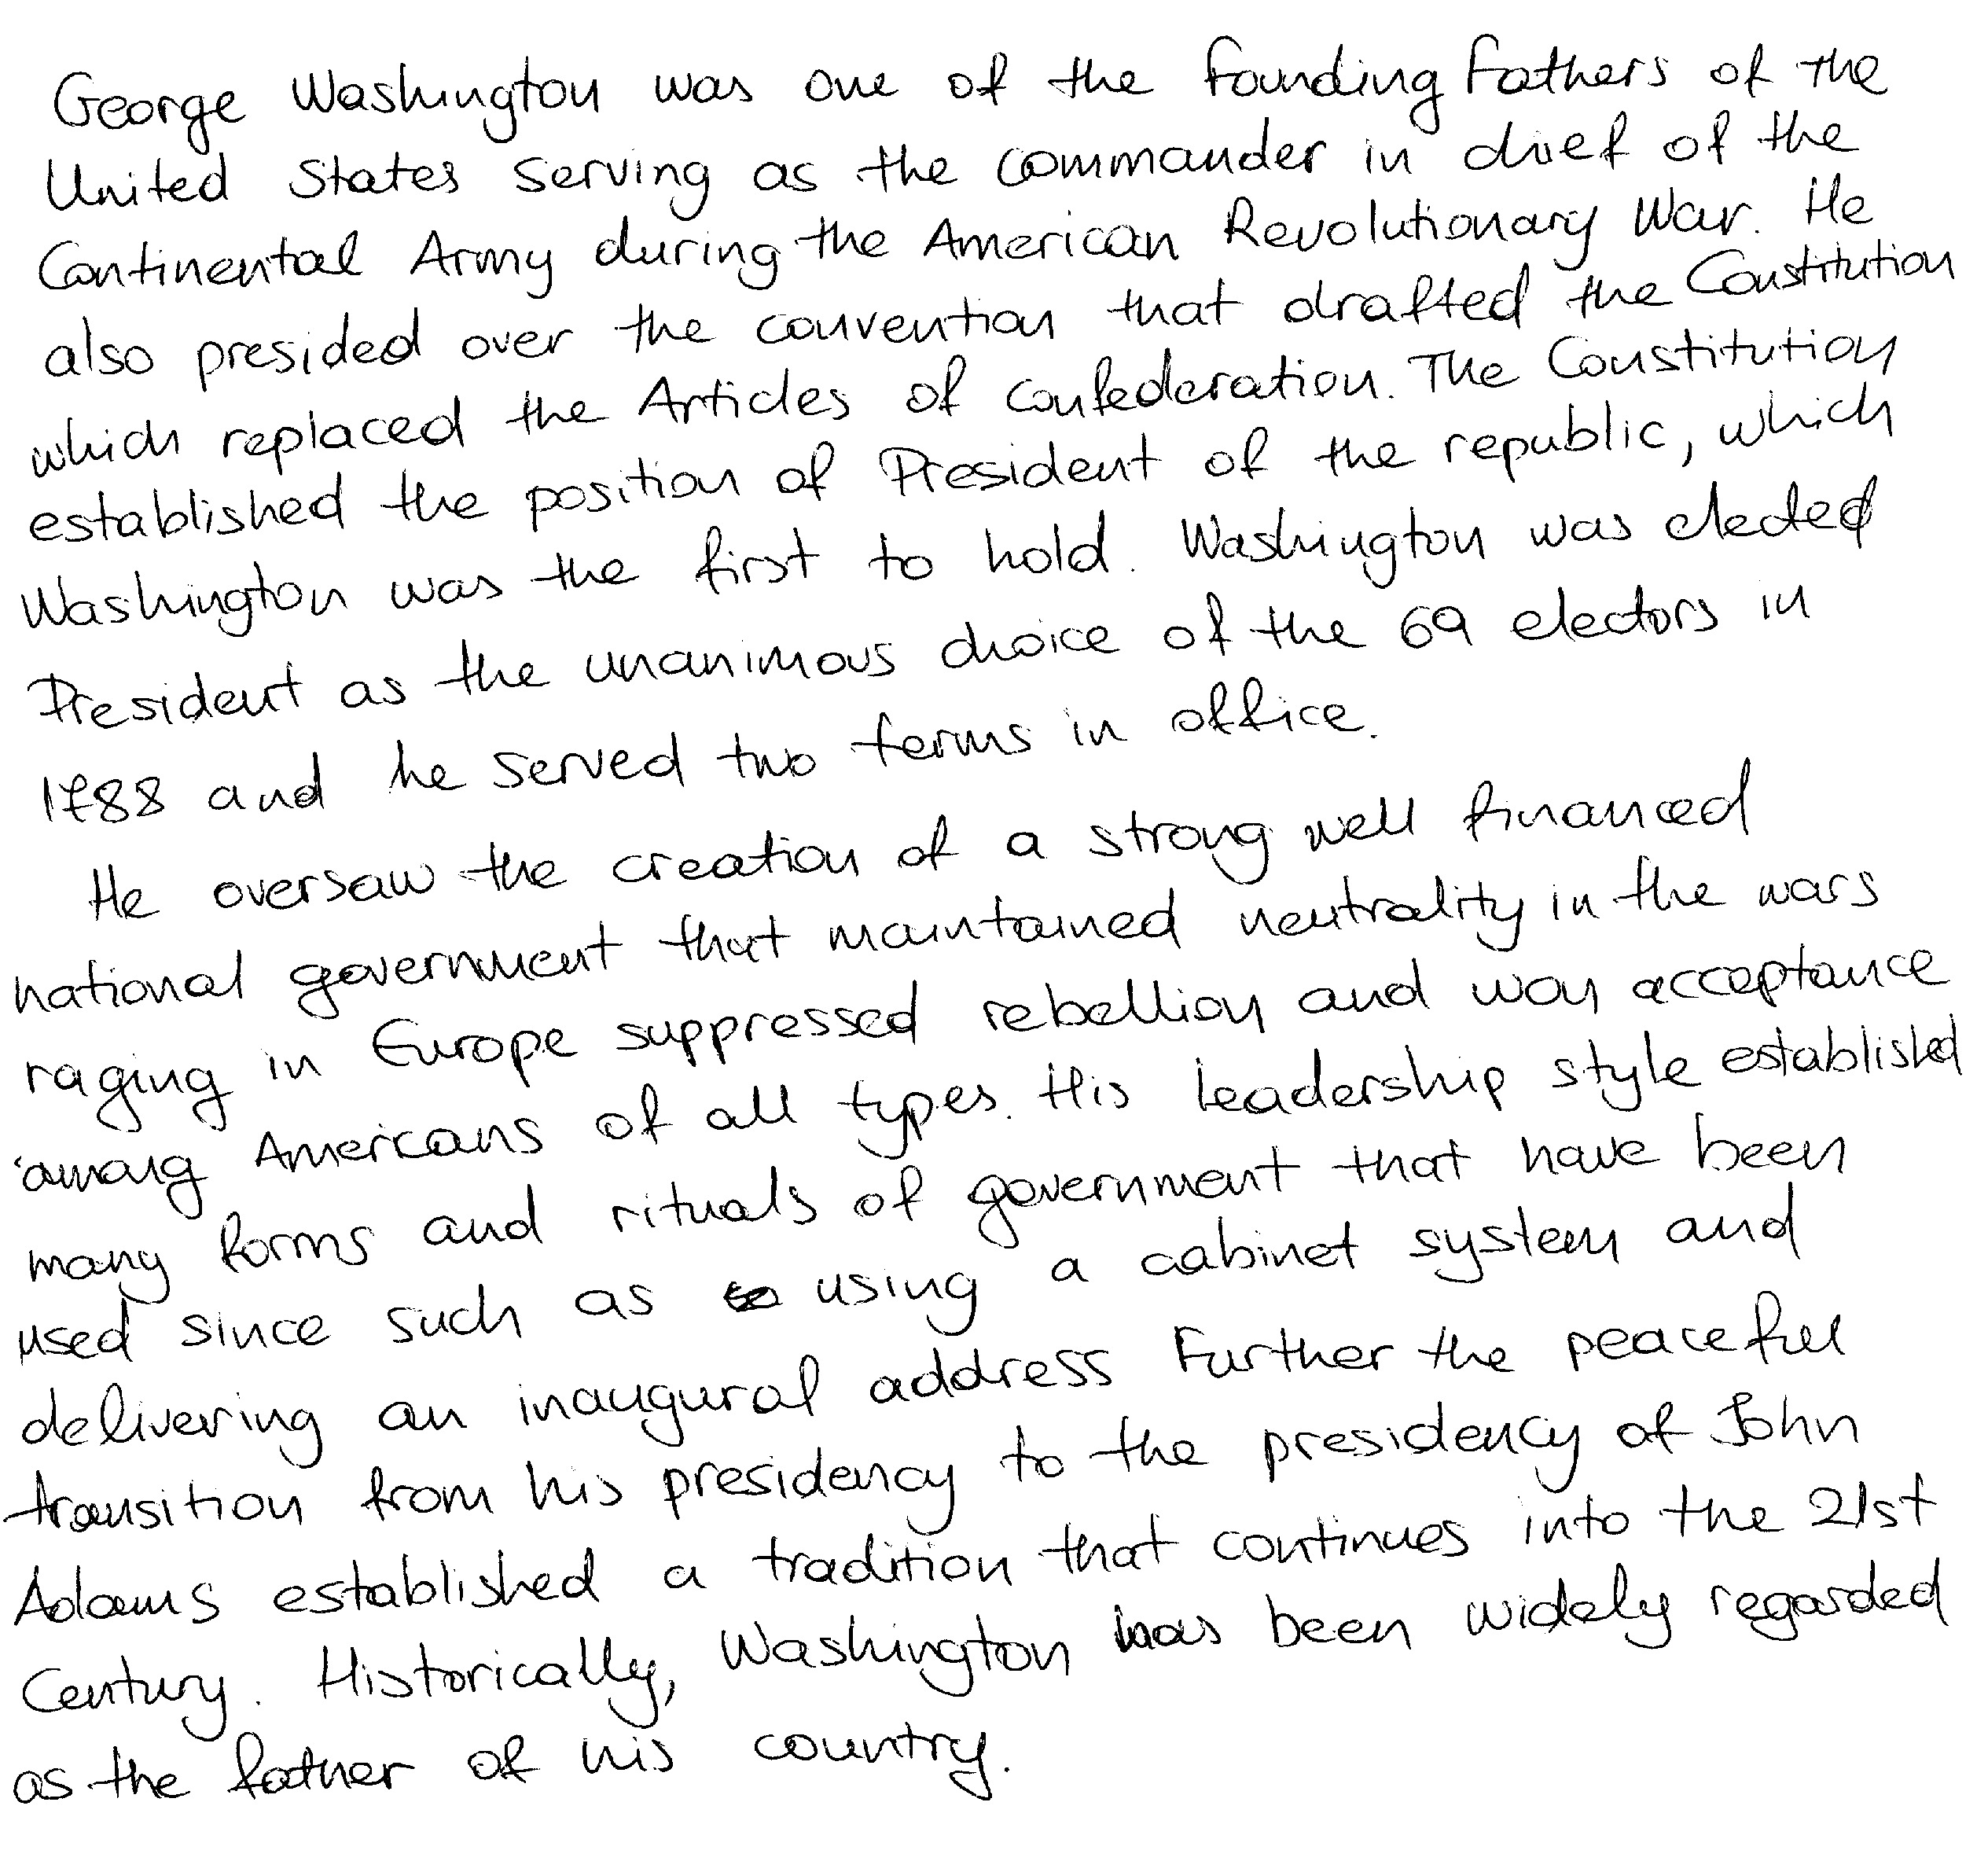 George Washington was one of the Founding Fathers of the
United States serving as the commander in chief of the
Continental Army during the American Revolutionary War. He
also presided over the convention that drafted the Constitution
which replaced the Articles of Confederation. The Constitution
established the position of President of the republic, which
Washington was the first to hold. Washington was elected
President as the unanimous choice of the 69 electors in
1788 and he served two terms in office.
He oversaw the creation of a strong well financed
national government that maintained neutrality in the wars
raging in Europe suppressed rebellion and won acceptance
among Americans of all types. His leadership style established
many forms and rituals of government that have been
used since such as using a cabinet system and
delivering an inaugural address Further the peaceful
transition from his presidency to the presidency of John
Adams established a tradition that continues into the 21st
Century. Historically, Washington has been widely regarded
as the father of his country.